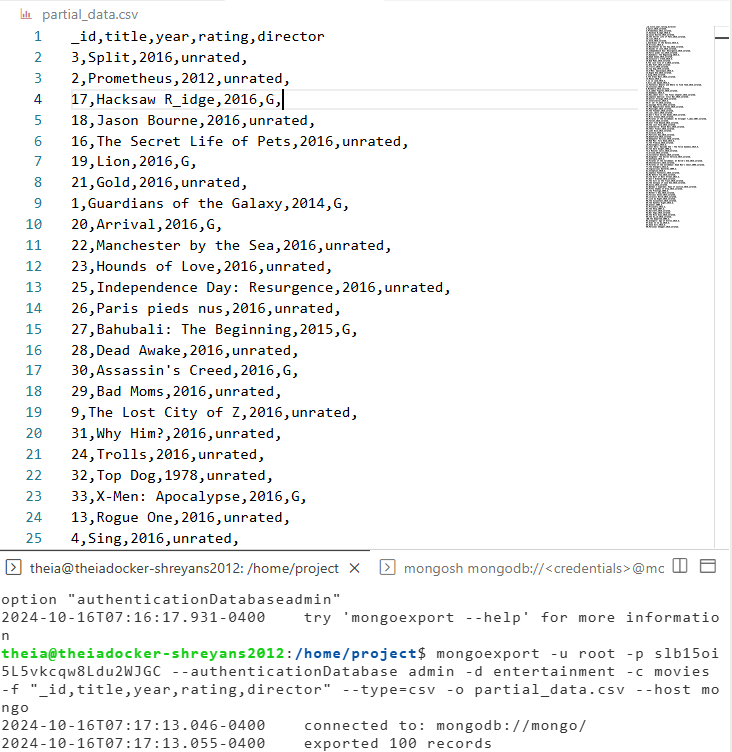 partial_data.csv
1 _id,title,year,rating,director
2 3,Split,2016,unrated,
3 2,Prometheus,2012,unrated,
4 17,Hacksaw R_idge,2016,G,
5 18,Jason Bourne,2016,unrated,
6 16,The Secret Life of Pets,2016,unrated,
7 19,Lion,2016,G,
8 21,Gold,2016,unrated,
9 1,Guardians of the Galaxy,2014,G,
10 20,Arrival,2016,G,
11 22,Manchester by the Sea,2016,unrated,
12 23,Hounds of Love,2016,unrated,
13 25,Independence Day: Resurgence,2016,unrated,
14 26,Paris pieds nus,2016,unrated,
15 27,Bahubali: The Beginning,2015,G,
16 28,Dead Awake,2016,unrated,
17 30,Assassin's Creed,2016,G,
18 29,Bad Moms,2016,unrated,
19 9,The Lost City of Z,2016,unrated,
20 31,Why Him?,2016,unrated,
21 24,Trolls,2016,unrated,
22 32,Top Dog,1978,unrated,
23 33,X-Men: Apocalypse,2016,G,
24 13,Rogue One,2016,unrated,
25 4,Sing,2016,unrated,
theia@theiadocker-shreyans2012: /home/project mongosh mongodb://<credentials>@mc
option "authenticationDatabaseadmin"
2024-10-16T07:16:17.931-0400 try 'mongoexport --help' for more informatio
n
theia@theiadocker-shreyans2012:/home/project$ mongoexport -u root -p slb15oi
5L5vkcqw8Ldu2WJGC --authenticationDatabase admin -d entertainment -c movies
-f "_id,title,year,rating,director" --type=csv -o partial_data.csv --host mo
ngo
2024-10-16T07:17:13.046-0400 connected to: mongodb://mongo/
2024-10-16T07:17:13.055-0400 exported 100 records